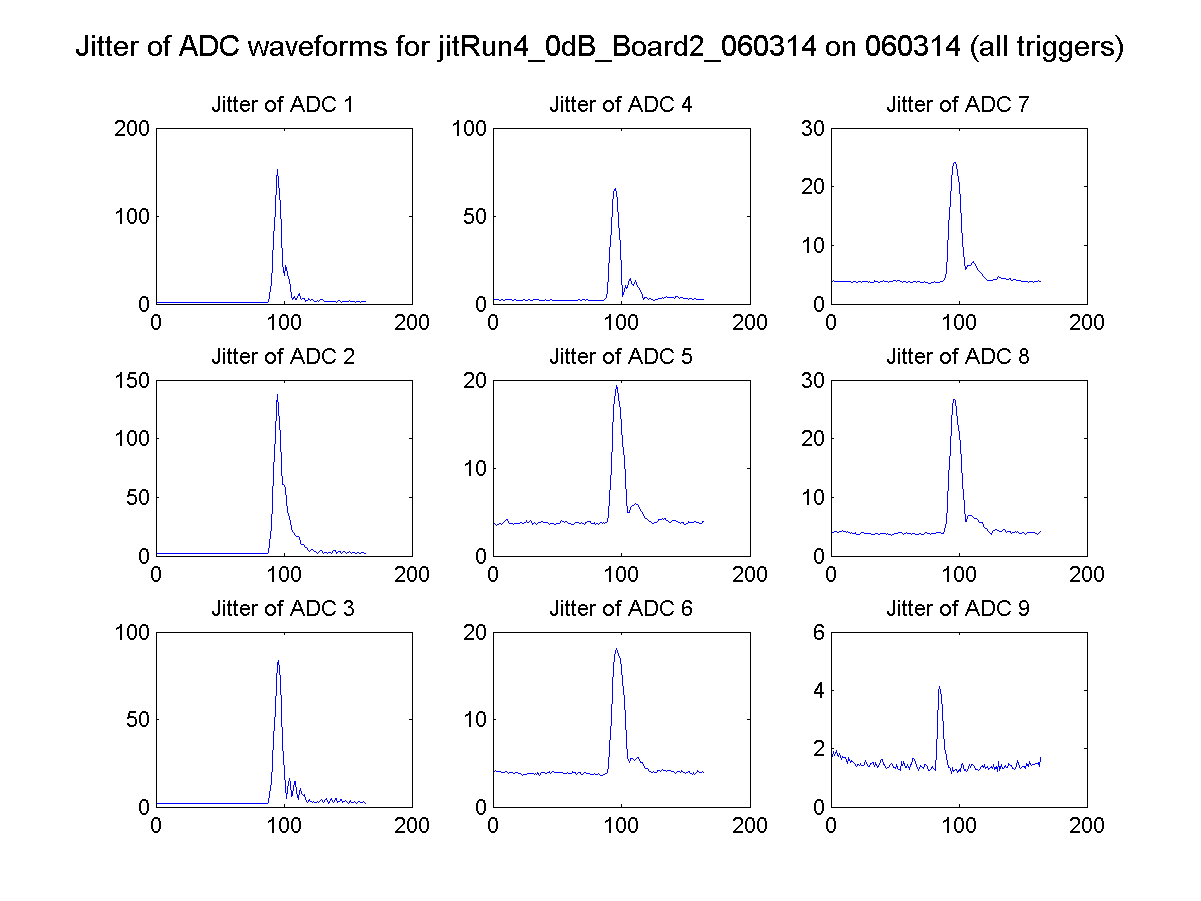 Jitter of ADC waveforms for jitRun4_0dB_Board2_060314 on 060314 (all triggers)
Jitter of ADC 1
200
100
0
0 100 200
Jitter of ADC 4
100
50
0
0 100 200
Jitter of ADC 7
30
20
10
0
0 100 200
Jitter of ADC 2
150
100
50
0
0 100 200
Jitter of ADC 5
20
10
0
0 100 200
Jitter of ADC 8
30
20
10
0
0 100 200
Jitter of ADC 3
100
50
0
0 100 200
Jitter of ADC 6
20
10
0
0 100 200
Jitter of ADC 9
6
4
2
0
0 100 200